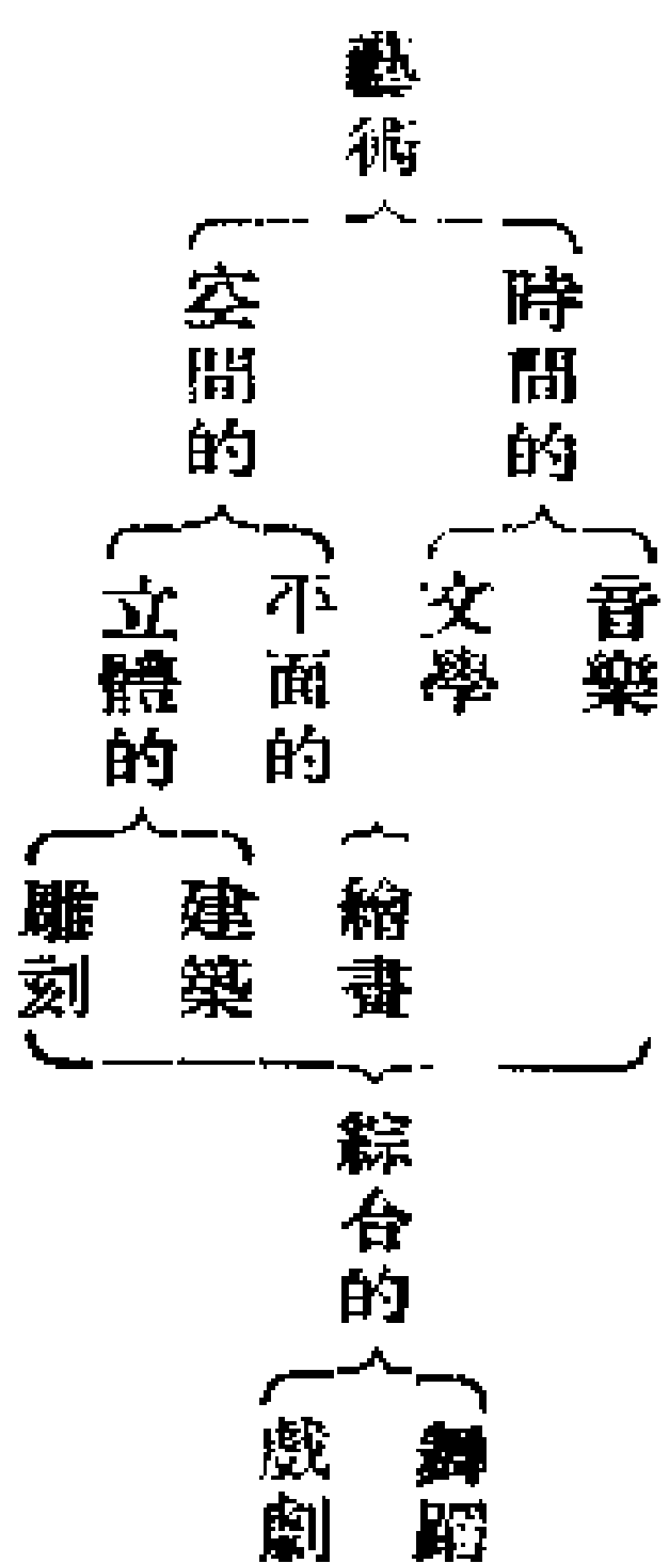 藝術
時間的
空間的
音樂
文學
平面的
立體的
繪畫
建築
雕刻
綜合的
舞蹈
戲劇